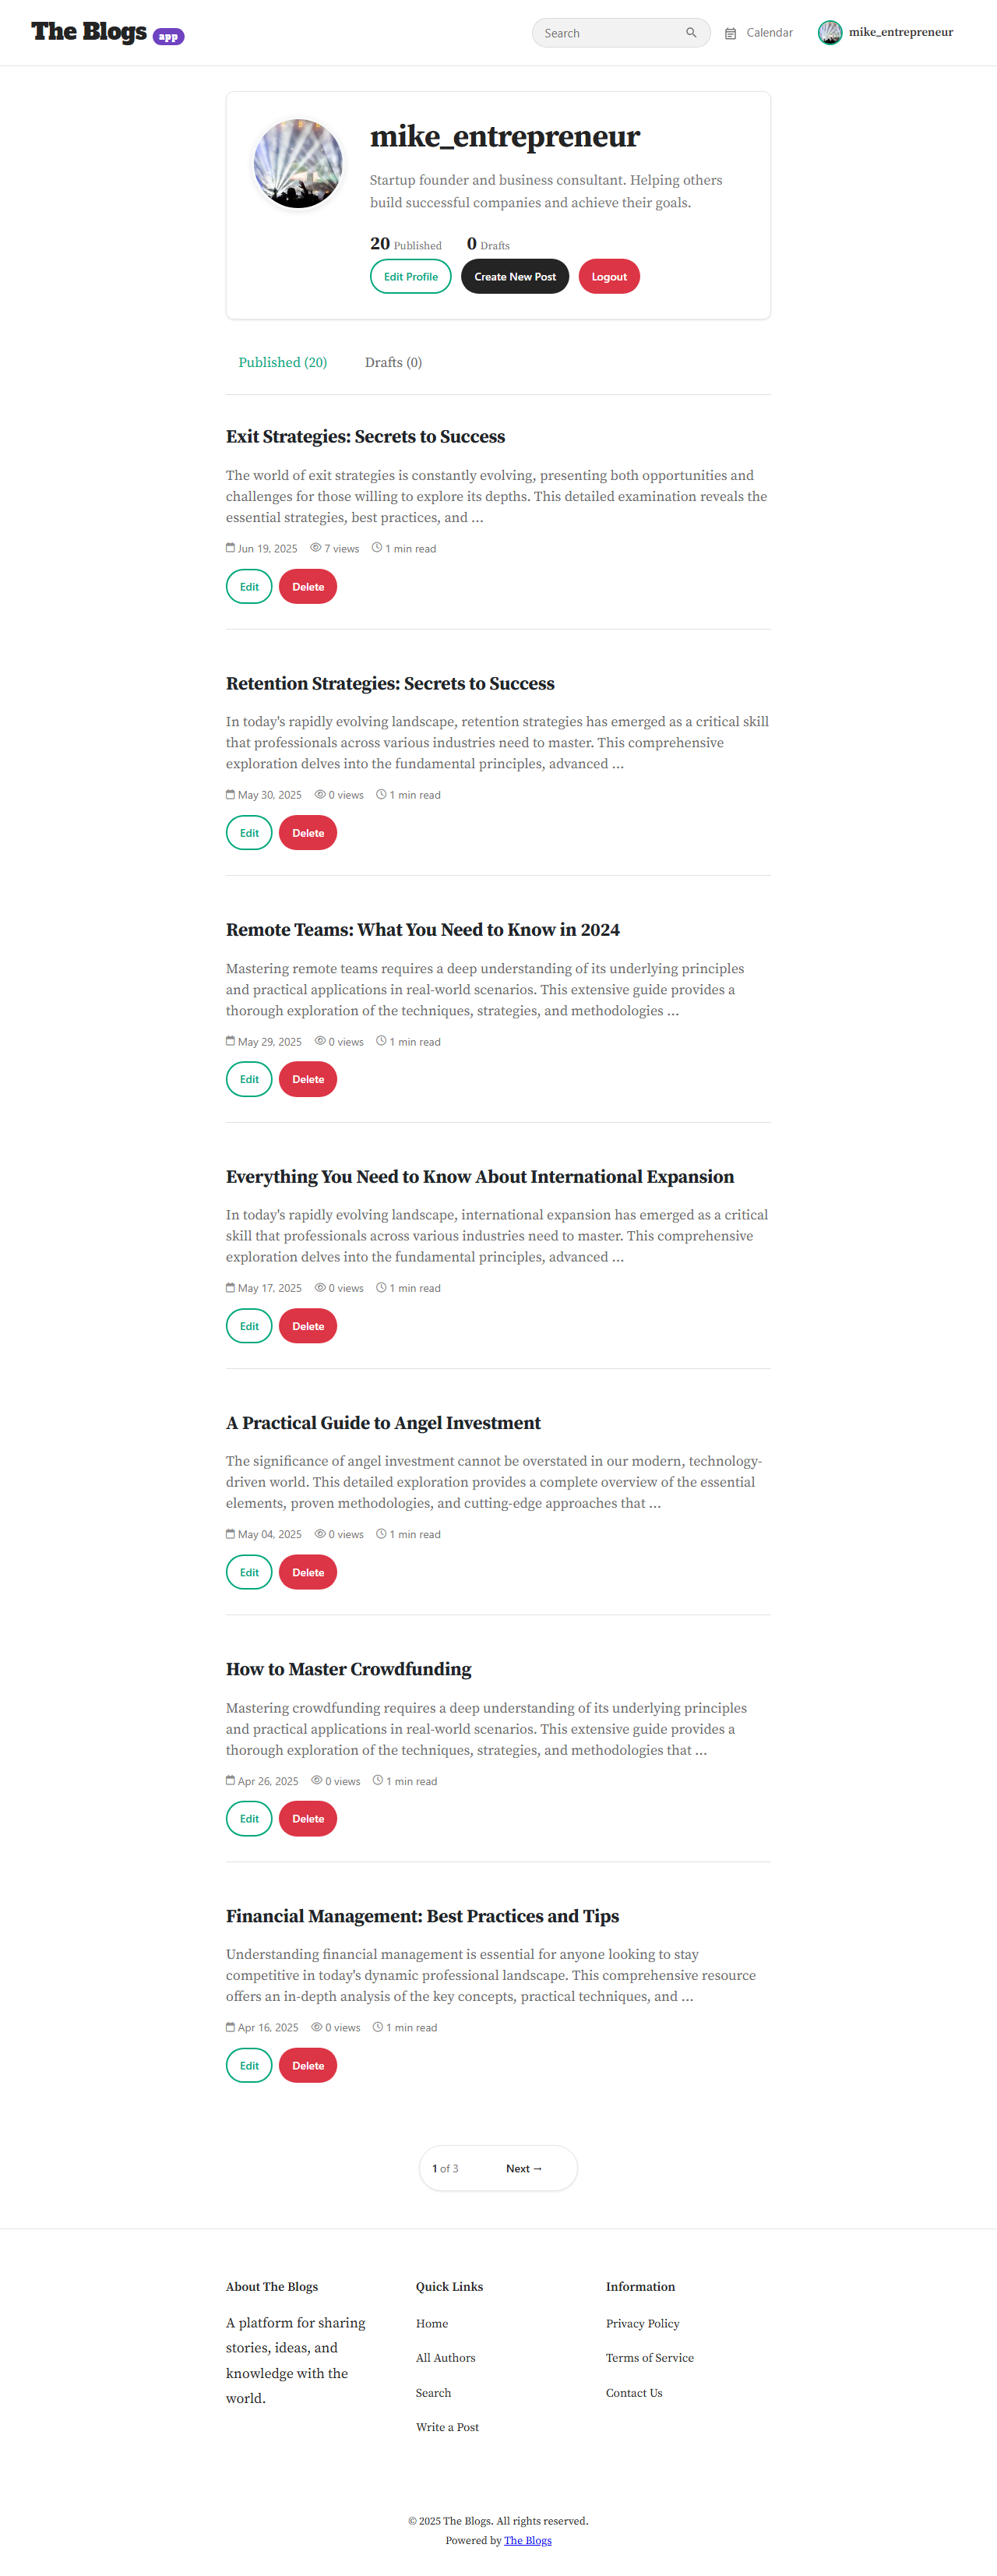 The Blogs app
Search
Calendar
mike_entrepreneur
mike_entrepreneur
Startup founder and business consultant. Helping others
build successful companies and achieve their goals.
20 Published 0 Drafts
Edit Profile Create New Post Logout
Published (20) Drafts (0)
Exit Strategies: Secrets to Success
The world of exit strategies is constantly evolving, presenting both opportunities and
challenges for those willing to explore its depths. This detailed examination reveals the
essential strategies, best practices, and ...
Jun 19, 2025 7 views 1 min read
Edit Delete
Retention Strategies: Secrets to Success
In today's rapidly evolving landscape, retention strategies has emerged as a critical skill
that professionals across various industries need to master. This comprehensive
exploration delves into the fundamental principles, advanced ...
May 30, 2025 0 views 1 min read
Edit Delete
Remote Teams: What You Need to Know in 2024
Mastering remote teams requires a deep understanding of its underlying principles
and practical applications in real-world scenarios. This extensive guide provides a
thorough exploration of the techniques, strategies, and methodologies ...
May 29, 2025 0 views 1 min read
Edit Delete
Everything You Need to Know About International Expansion
In today's rapidly evolving landscape, international expansion has emerged as a critical
skill that professionals across various industries need to master. This comprehensive
exploration delves into the fundamental principles, advanced ...
May 17, 2025 0 views 1 min read
Edit Delete
A Practical Guide to Angel Investment
The significance of angel investment cannot be overstated in our modern, technology-
driven world. This detailed exploration provides a complete overview of the essential
elements, proven methodologies, and cutting-edge approaches that ...
May 04, 2025 0 views 1 min read
Edit Delete
How to Master Crowdfunding
Mastering crowdfunding requires a deep understanding of its underlying principles
and practical applications in real-world scenarios. This extensive guide provides a
thorough exploration of the techniques, strategies, and methodologies that ...
Apr 26, 2025 0 views 1 min read
Edit Delete
Financial Management: Best Practices and Tips
Understanding financial management is essential for anyone looking to stay
competitive in today's dynamic professional landscape. This comprehensive resource
offers an in-depth analysis of the key concepts, practical techniques, and ...
Apr 16, 2025 0 views 1 min read
Edit Delete
1 of 3 Next →
About The Blogs
A platform for sharing
stories, ideas, and
knowledge with the
world.
Quick Links
Home
All Authors
Search
Write a Post
Information
Privacy Policy
Terms of Service
Contact Us
© 2025 The Blogs. All rights reserved.
Powered by The Blogs